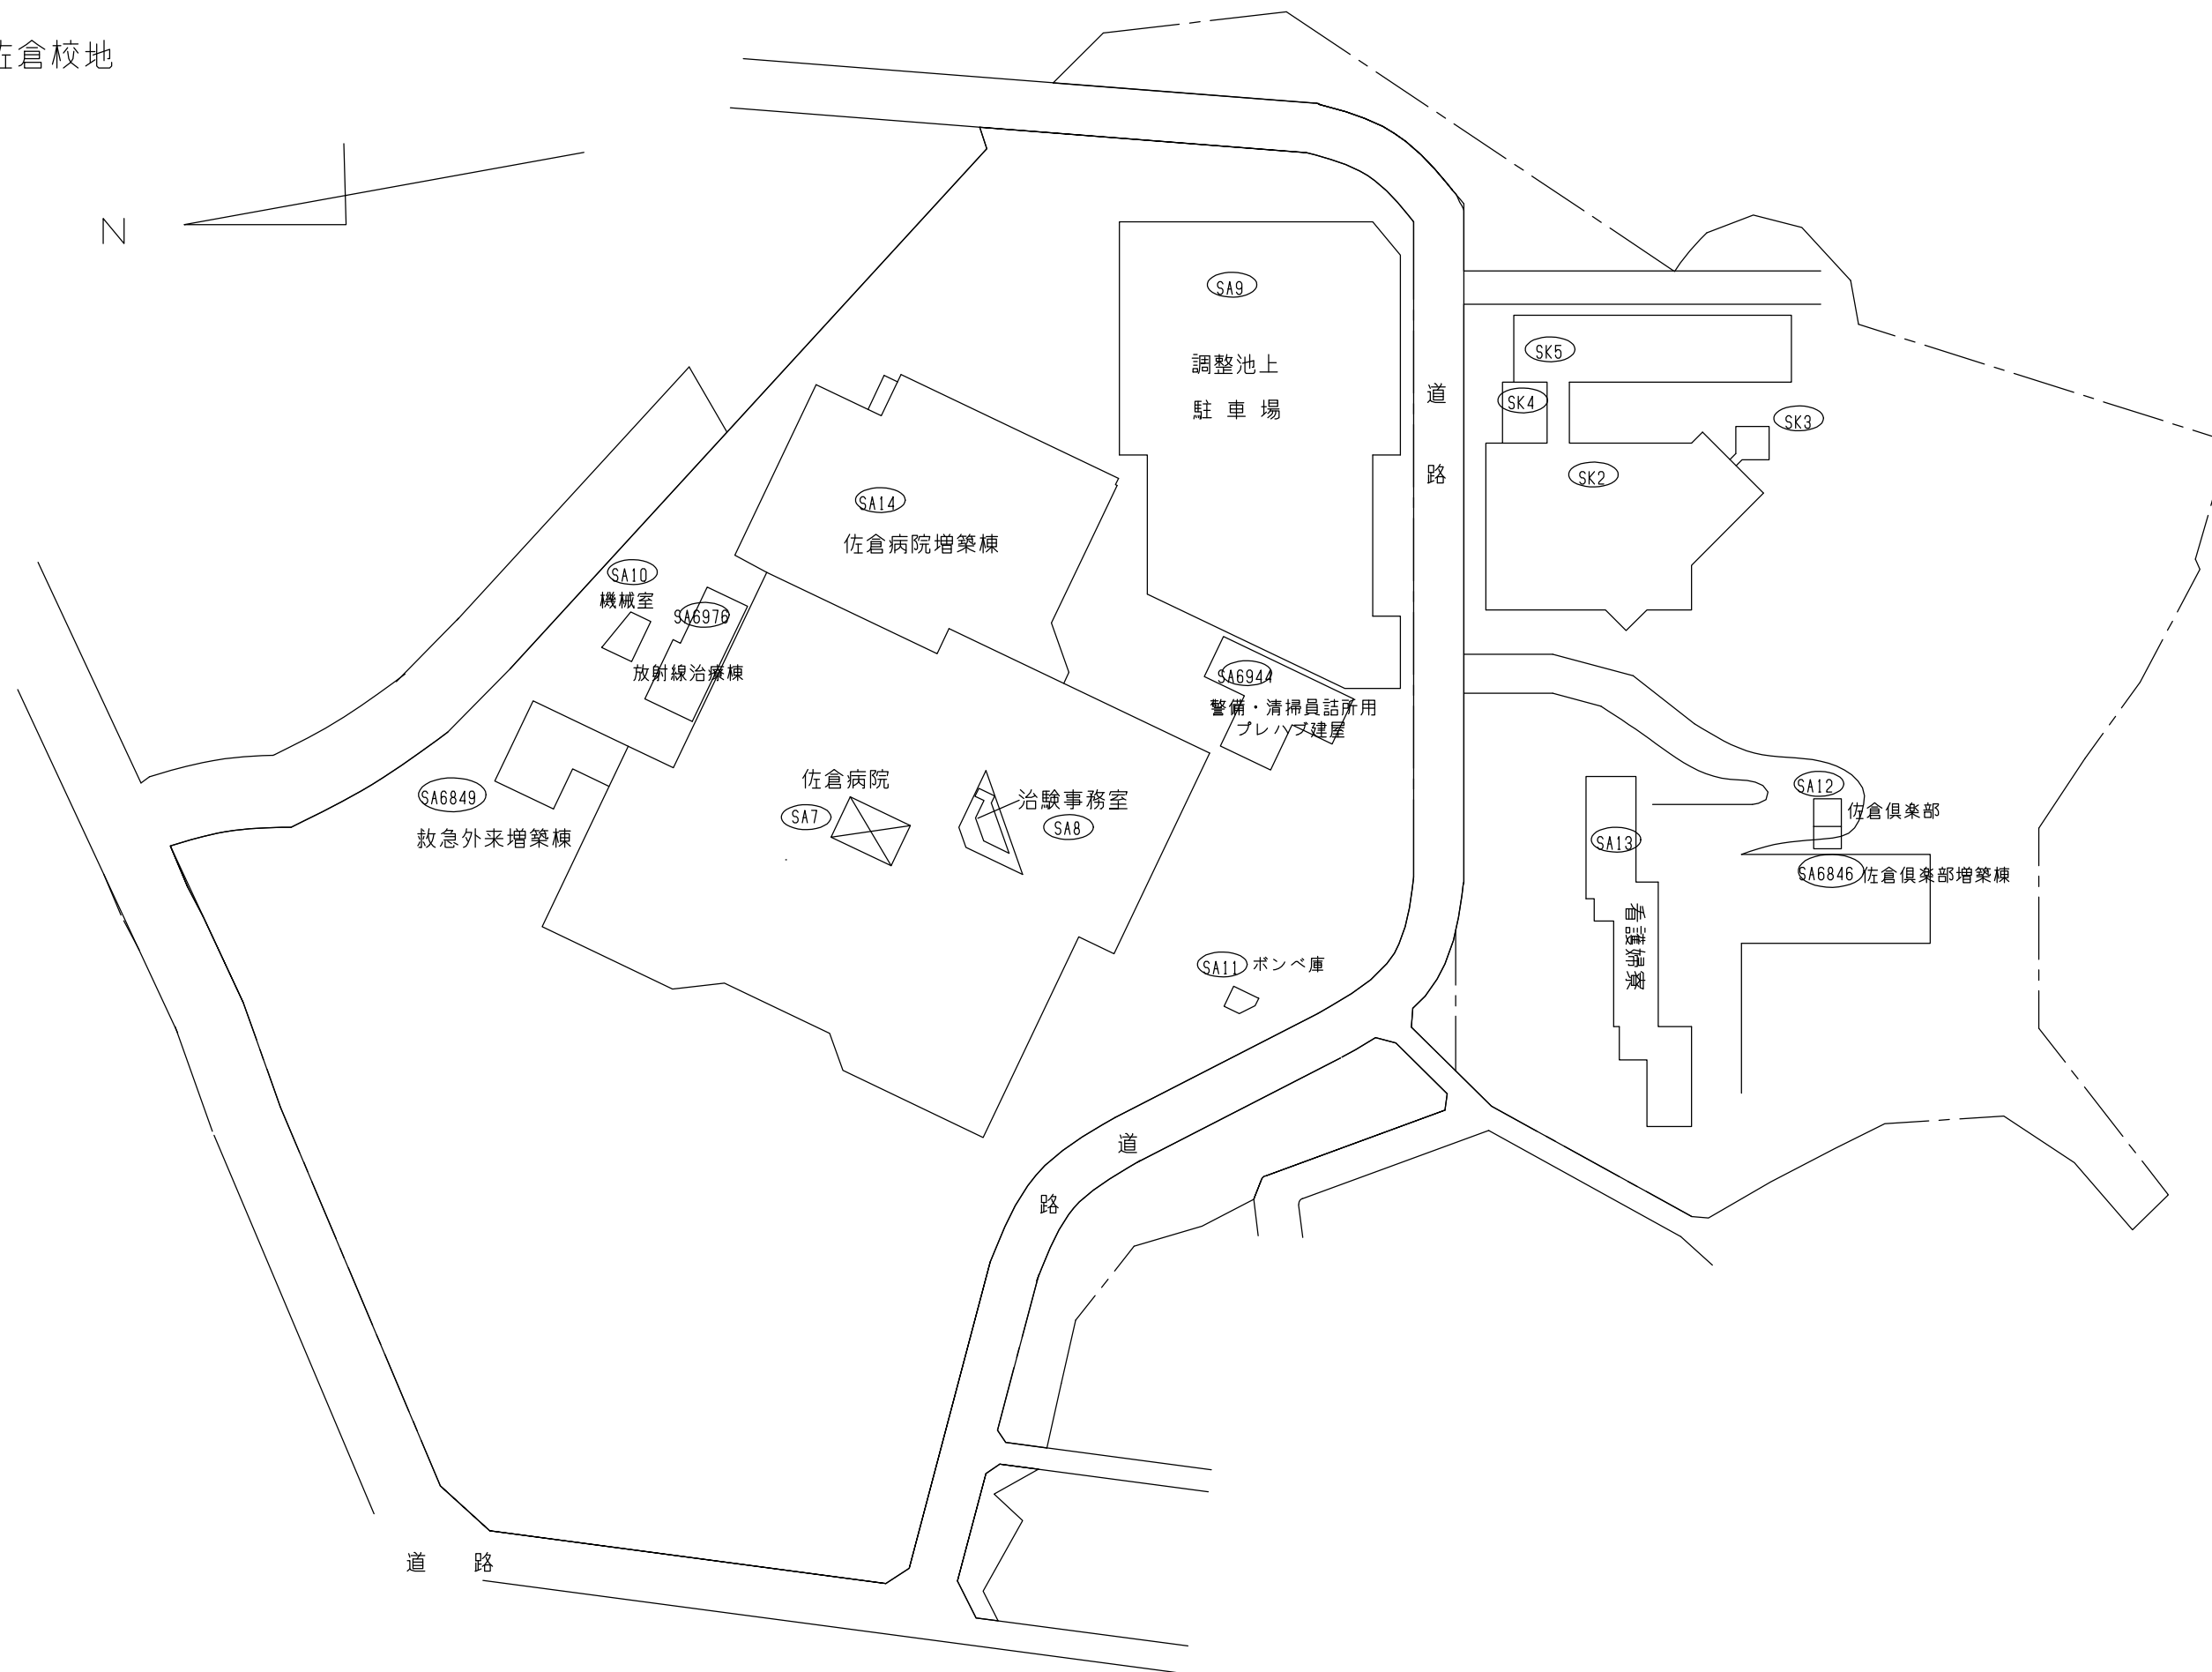 佐倉校地
N
SA9
調整池上
駐車場
道路
SK5
SK4
SK3
SK2
SA14
佐倉病院増築棟
SA10
機械室
SA6976
放射線治療棟
SA6944
警備・清掃員詰所用
プレハブ建屋
SA6849
救急外来増築棟
佐倉病院
SA7
治験事務室
SA8
SA12
佐倉倶楽部
SA13
SA6846 佐倉倶楽部増築棟
看護婦寮
SA11 ボンベ庫
道
路
道路